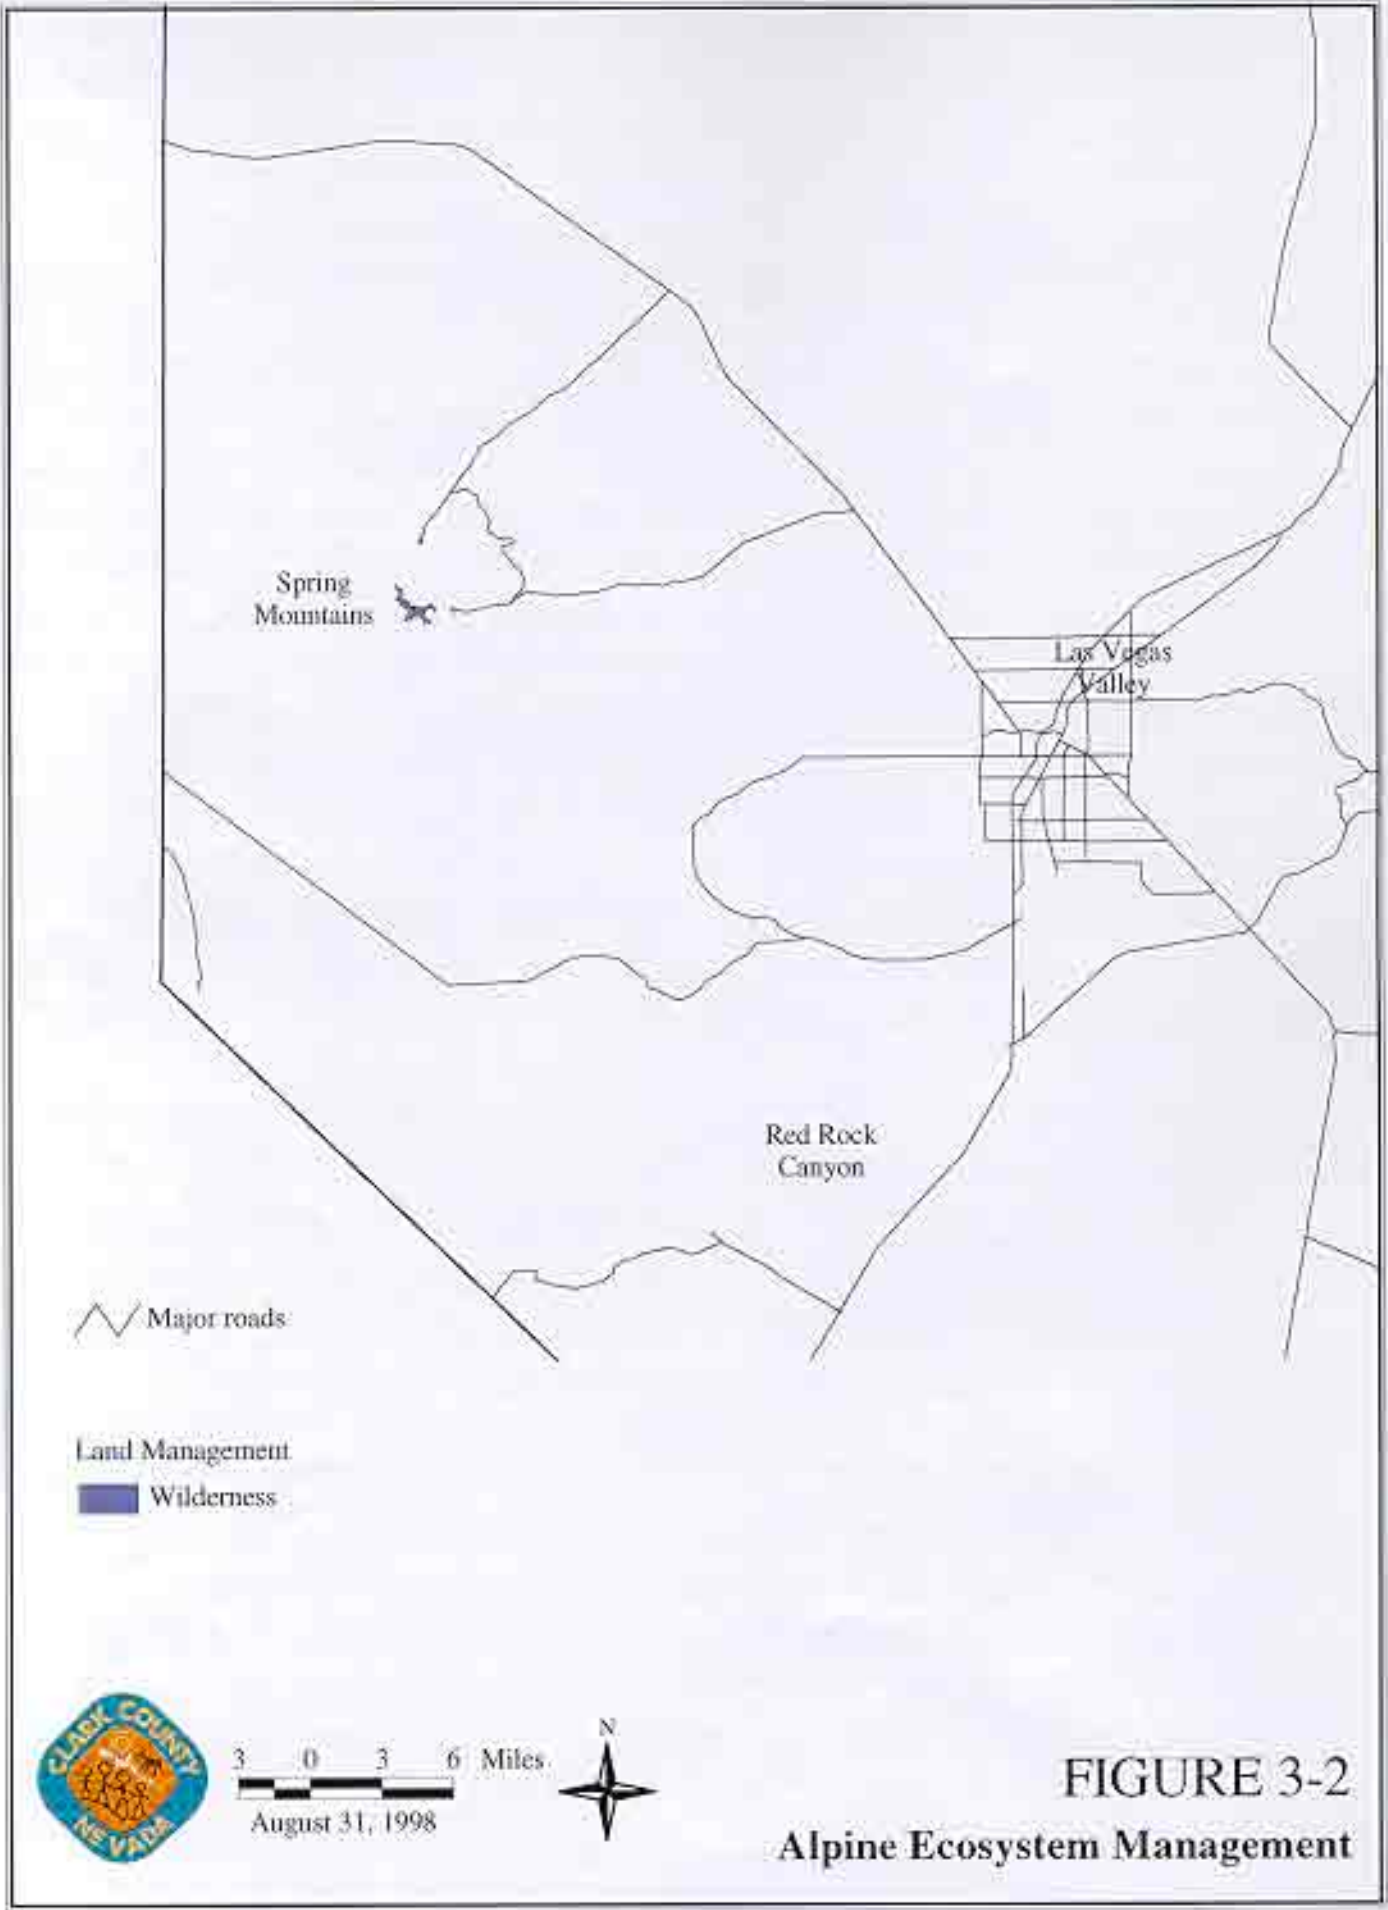 Spring
Mountains
Las Vegas
Valley
Red Rock
Canyon
Major roads
Land Management
Wilderness
CLARK COUNTY
NEVADA
3 0 3 6 Miles
August 31, 1998
N
FIGURE 3-2
Alpine Ecosystem Management